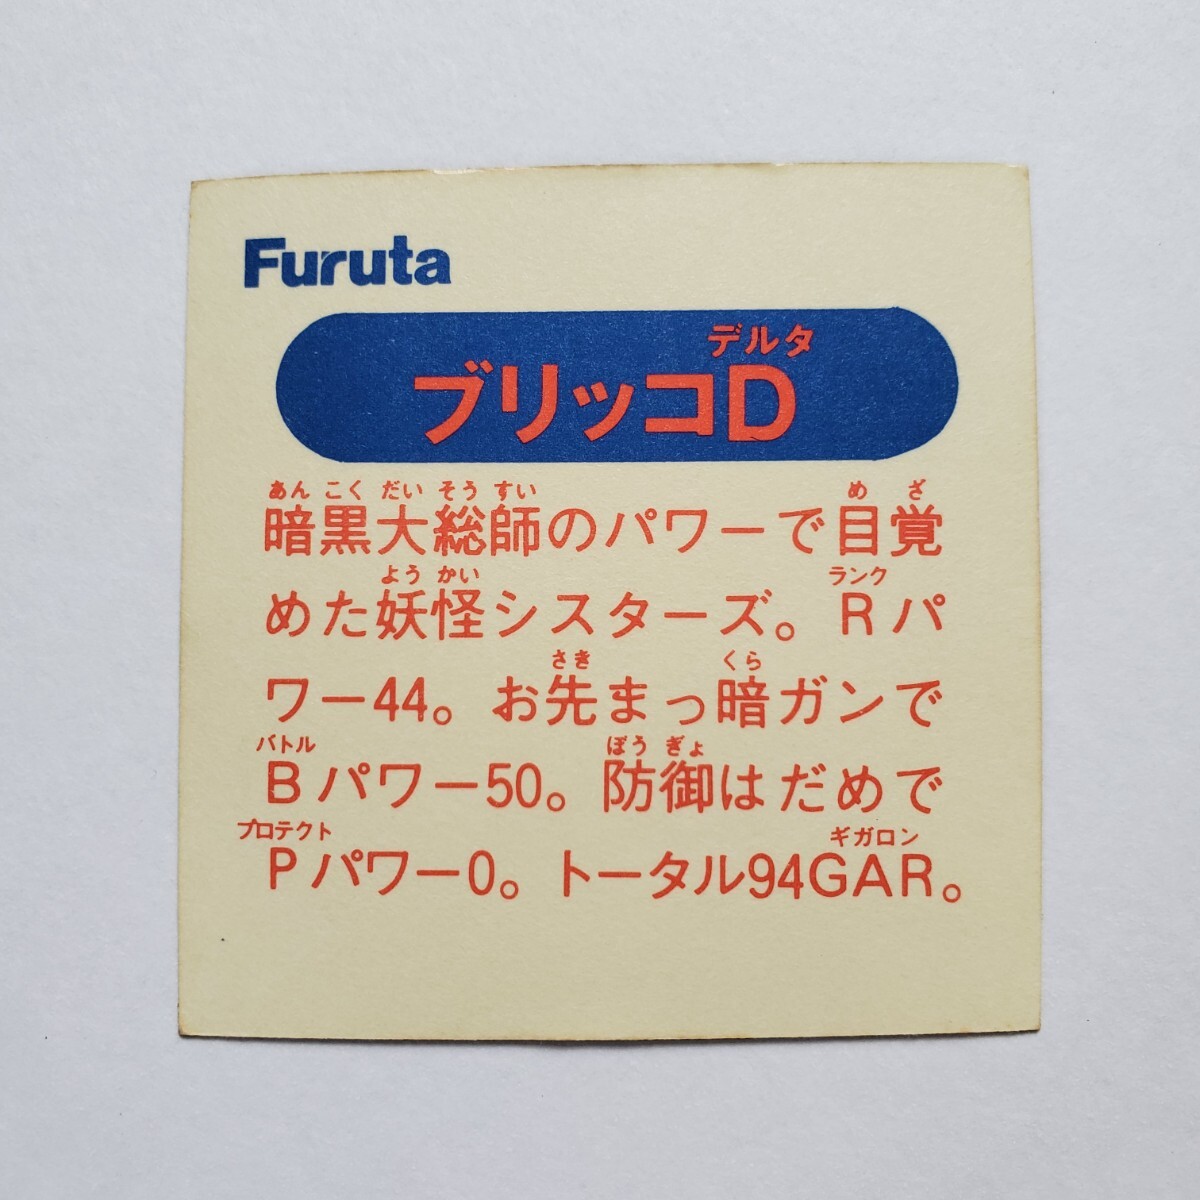 Furuta
デルタ
ブリッコD
あんこくだいそうすい めざ
暗黒大総師のパワーで目覚
ようかい ランク
めた妖怪シスターズ。Rパ
さき くら
ワー44。お先まっ暗ガンで
バトル ぼうぎょ
Bパワー50。防御はだめで
プロテクト ギガロン
Pパワー0。トータル94GAR。